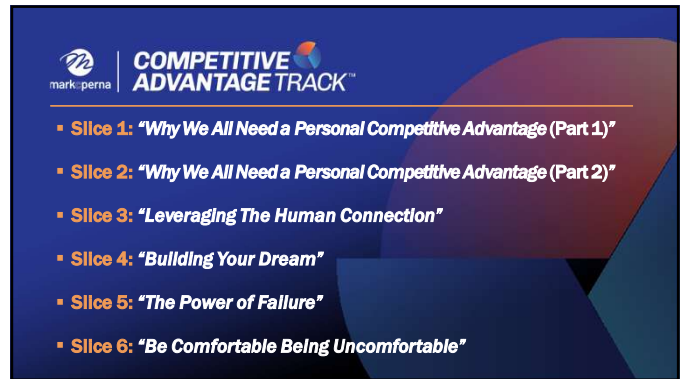 markcperna
COMPETITIVE
ADVANTAGE TRACK™
▪ Slice 1: “Why We All Need a Personal Competitive Advantage (Part 1)”
▪ Slice 2: “Why We All Need a Personal Competitive Advantage (Part 2)”
▪ Slice 3: “Leveraging The Human Connection”
▪ Slice 4: “Building Your Dream”
▪ Slice 5: “The Power of Failure”
▪ Slice 6: “Be Comfortable Being Uncomfortable”